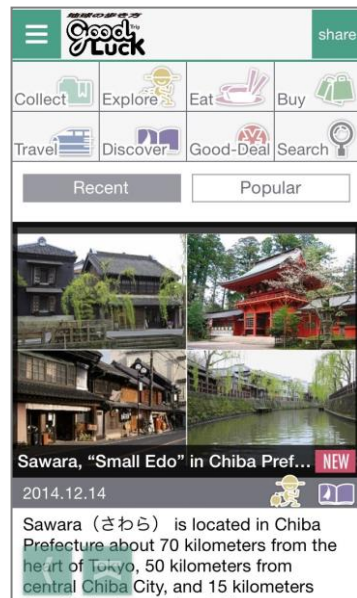 地球の歩き方
Good Trip
Luck
share
Collect Explore Eat Buy
Travel Discover Good-Deal Search
Recent Popular
Sawara, “Small Edo” in Chiba Pref... NEW
2014.12.14
Sawara（さわら） is located in Chiba
Prefecture about 70 kilometers from the
heart of Tokyo, 50 kilometers from
central Chiba City, and 15 kilometers